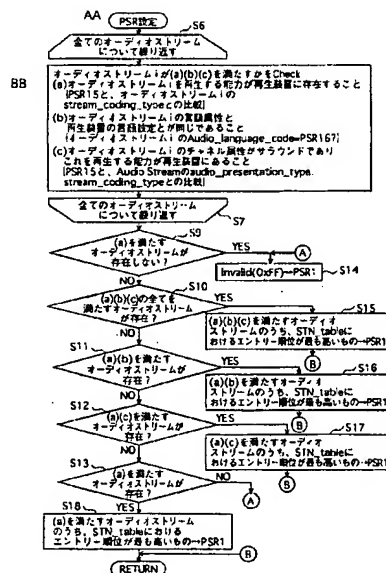 AA
PSR設定
S6
全てのオーディオストリーム
について繰り返す
BB
オーディオストリームiが(a)(b)(c)を満たすかをCheck
(a)オーディオストリームiを再生する能力が再生装置に存在すること
[PSR15と、オーディオストリームiの
stream_coding_typeとの比較]
(b)オーディオストリームiの言語属性と
再生装置の言語設定とが同じであること
[オーディオストリームiのAudio_language_code=PSR16?]
(c)オーディオストリームiのチャネル属性がサラウンドであり
これを再生する能力が再生装置にあること
[PSR15と、Audio Streamのaudio_presentation_type,
stream_coding_typeとの比較]
全てのオーディオストリーム
について繰り返す
S7
S9
(a)を満たす
オーディオストリームが
存在しない?
YES
A
Invalid(0xFF)→PSR1
S14
NO
S10
(a)(b)(c)の全てを
満たすオーディオストリーム
が存在?
YES
S15
(a)(b)(c)を満たすオーディオ
ストリームのうち、STN_tableに
おけるエントリー順位が最も高いもの→PSR1
B
NO
S11
(a)(b)を満たす
オーディオストリームが
存在?
YES
S16
(a)(b)を満たすオーディオ
ストリームのうち、STN_tableに
おけるエントリー順位が最も高いもの→PSR1
B
NO
S12
(a)(c)を満たす
オーディオストリームが
存在?
YES
S17
(a)(c)を満たすオーディオ
ストリームのうち、STN_tableに
おけるエントリー順位が最も高いもの→PSR1
B
NO
S13
(a)を満たす
オーディオストリームが
存在?
NO
A
S18
YES
(a)を満たすオーディオストリーム
のうち、STN_tableにおける
エントリー順位が最も高いもの→PSR1
B
RETURN